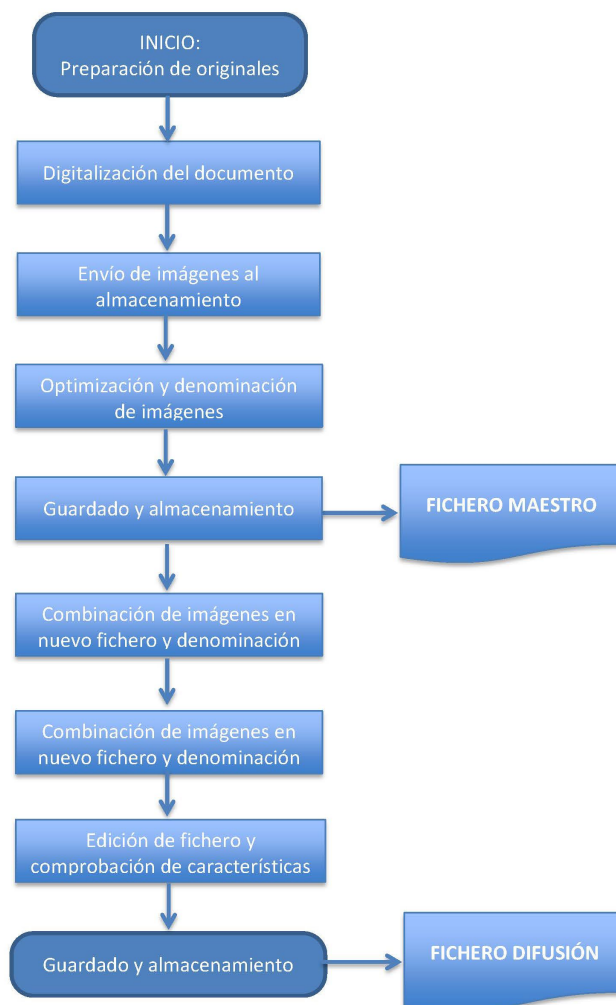 INICIO:
Preparación de originales
Digitalización del documento
Envío de imágenes al
almacenamiento
Optimización y denominación
de imágenes
Guardado y almacenamiento
FICHERO MAESTRO
Combinación de imágenes en
nuevo fichero y denominación
Combinación de imágenes en
nuevo fichero y denominación
Edición de fichero y
comprobación de características
Guardado y almacenamiento
FICHERO DIFUSIÓN